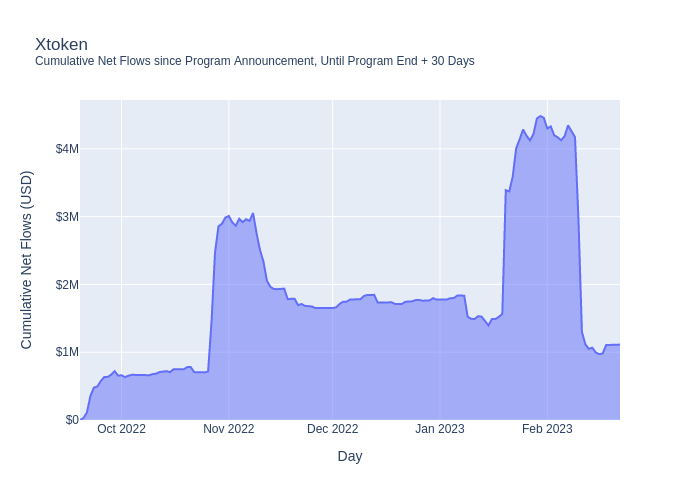 Xtoken
Cumulative Net Flows since Program Announcement, Until Program End + 30 Days
Cumulative Net Flows (USD)
$4M
$3M
$2M
$1M
$0
Oct 2022
Nov 2022
Dec 2022
Jan 2023
Feb 2023
Day